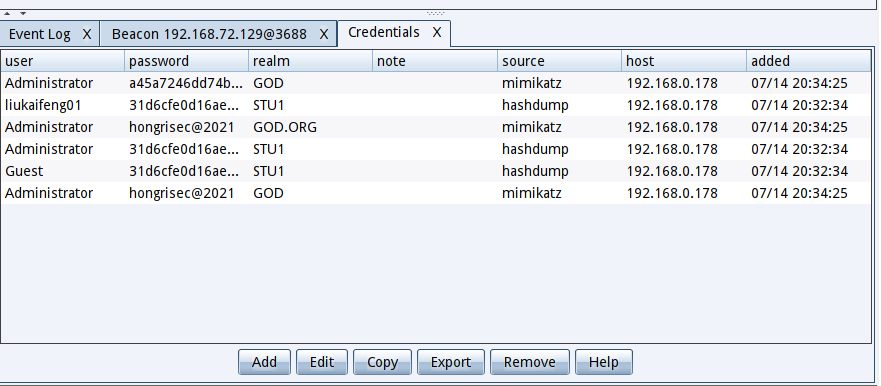 Event Log X Beacon 192.168.72.129@3688 X Credentials X
user password realm note source host added
Administrator a45a7246dd74b... GOD mimikatz 192.168.0.178 07/14 20:34:25
liukaifeng01 31d6cfe0d16ae... STU1 hashdump 192.168.0.178 07/14 20:32:34
Administrator hongrisec@2021 GOD.ORG mimikatz 192.168.0.178 07/14 20:34:25
Administrator 31d6cfe0d16ae... STU1 hashdump 192.168.0.178 07/14 20:32:34
Guest 31d6cfe0d16ae... STU1 hashdump 192.168.0.178 07/14 20:32:34
Administrator hongrisec@2021 GOD mimikatz 192.168.0.178 07/14 20:34:25
Add Edit Copy Export Remove Help